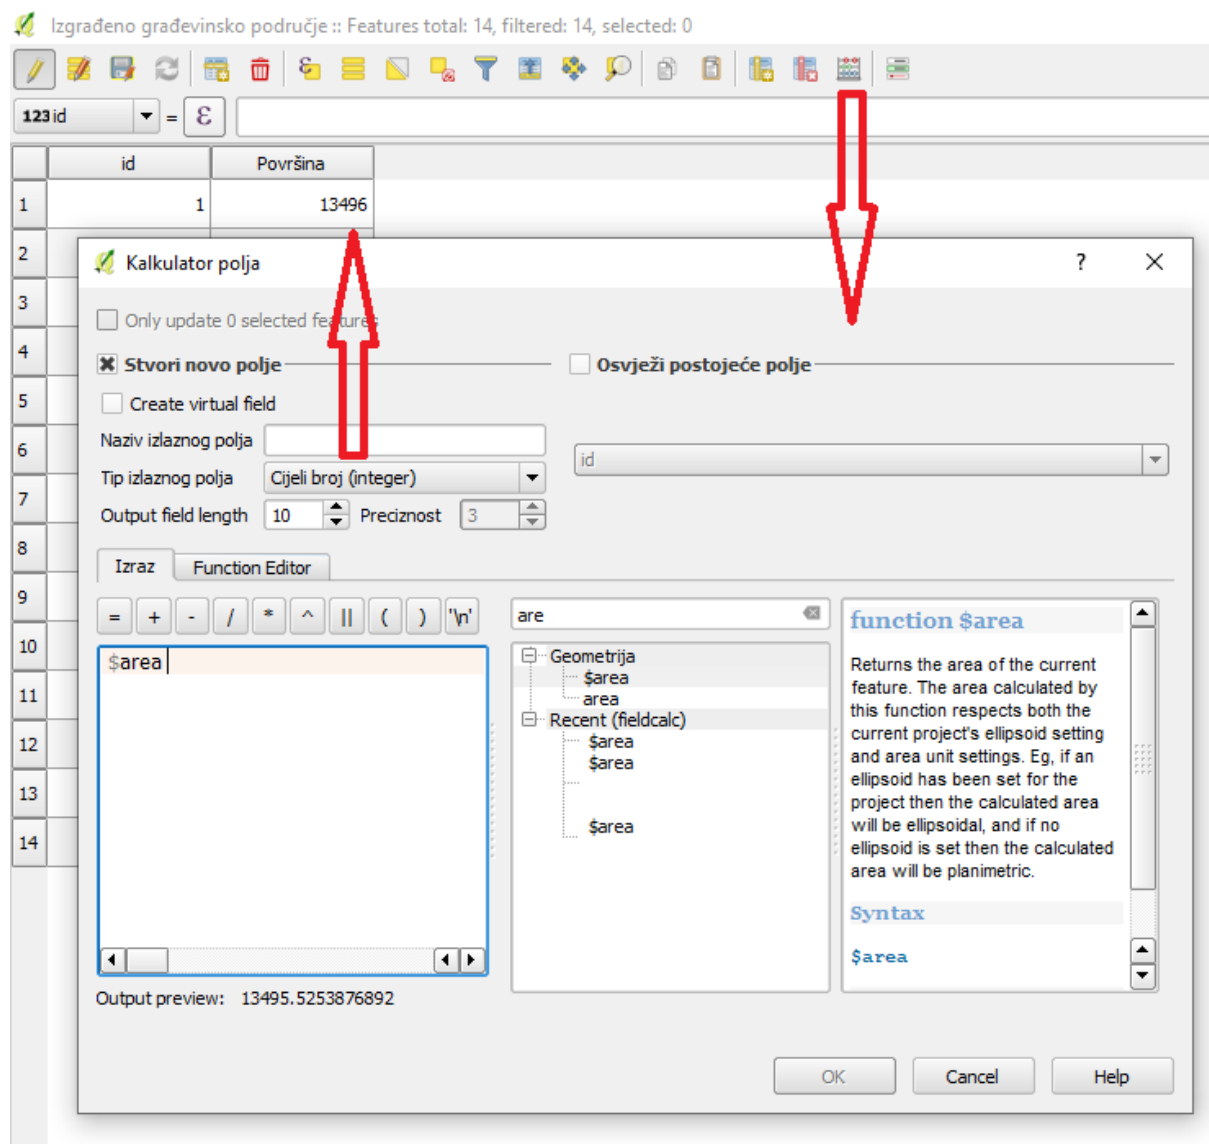 Izgrađeno građevinsko područje :: Features total: 14, filtered: 14, selected: 0
123 id = ε
id Površina
1 1 13496
2
3
4
5
6
7
8
9
10
11
12
13
14
Kalkulator polja ?
Only update 0 selected features
Stvori novo polje
Osvježi postojeće polje
Create virtual field
Naziv izlaznog polja
id
Tip izlaznog polja Cijeli broj (integer)
Output field length 10 Preciznost 3
Izraz Function Editor
= + - / * ^ || ( ) '\n'
$area
are
Geometrija
$area
area
Recent (fieldcalc)
$area
$area
$area
function $area
Returns the area of the current
feature. The area calculated by
this function respects both the
current project's ellipsoid setting
and area unit settings. Eg, if an
ellipsoid has been set for the
project then the calculated area
will be ellipsoidal, and if no
ellipsoid is set then the calculated
area will be planimetric.
Syntax
$area
Output preview: 13495.5253876892
OK Cancel Help